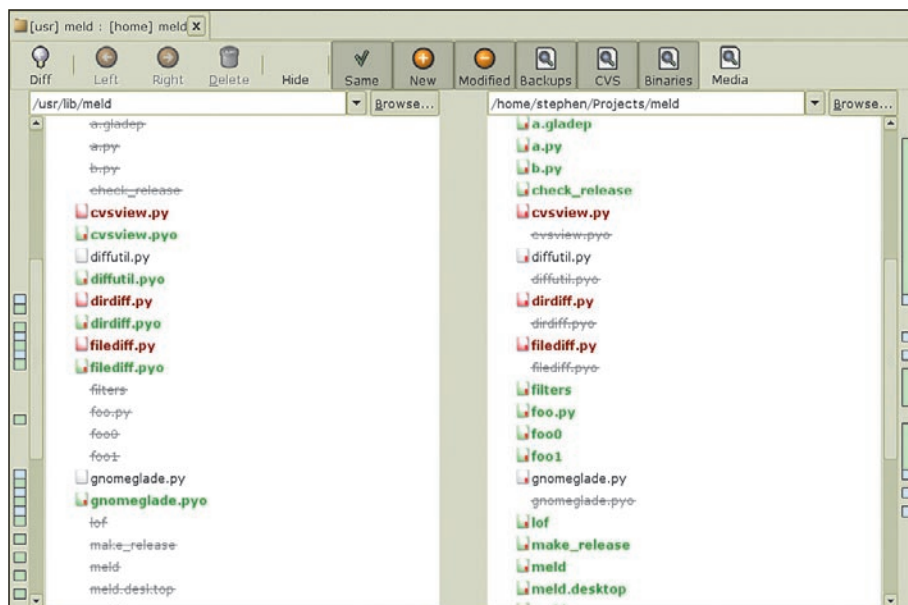 [usr] meld : [home] meld X
Diff Left Right Delete Hide Same New Modified Backups CVS Binaries Media
/usr/lib/meld Browse... /home/stephen/Projects/meld Browse...
a.gladep a.gladep
a.py a.py
b.py b.py
check_release check_release
cvsview.py cvsview.py
cvsview.pyo cvsview.pyo
diffutil.py diffutil.py
diffutil.pyo diffutil.pyo
dirdiff.py dirdiff.py
dirdiff.pyo dirdiff.pyo
filediff.py filediff.py
filediff.pyo filediff.pyo
filters filters
foo.py foo.py
foo0 foo0
foo1 foo1
gnomeglade.py gnomeglade.py
gnomeglade.pyo gnomeglade.pyo
lof lof
make_release make_release
meld meld
meld.desktop meld.desktop